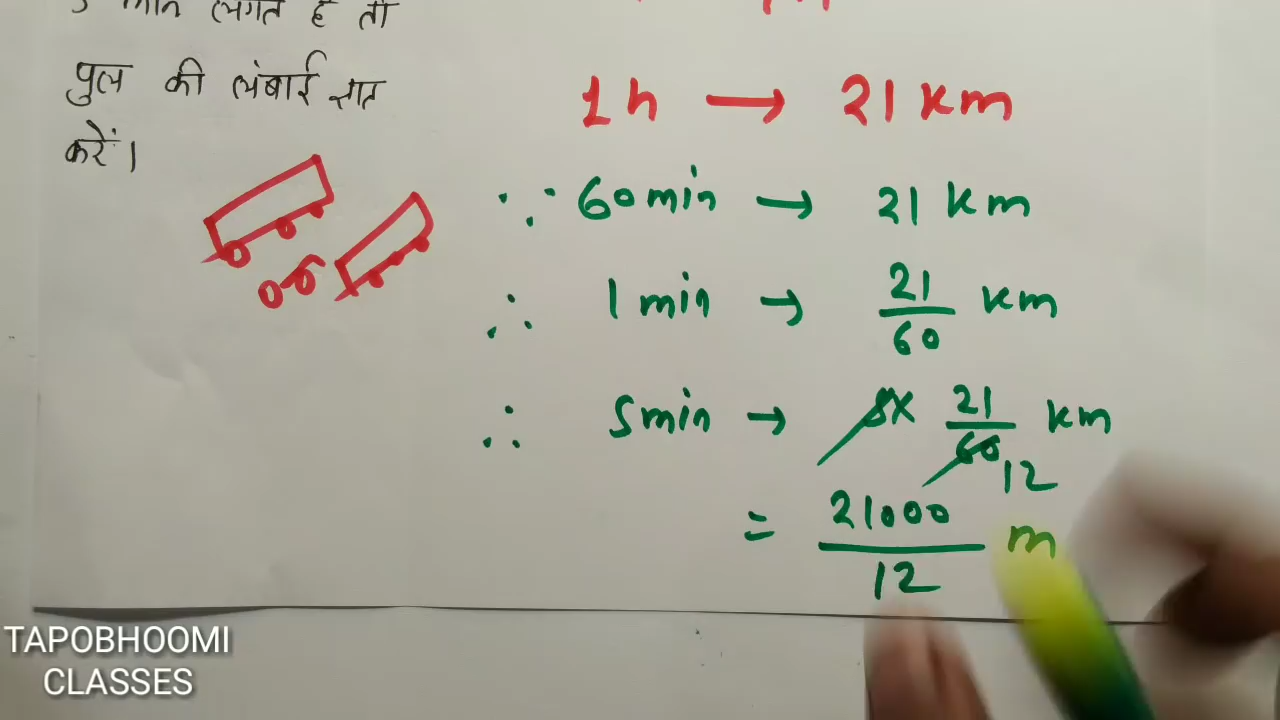 लगते है तो
पुल की लंबाई ज्ञात
करें।
1h → 21 km
∵ 60 min → 21 km
∴ 1 min → 21/60 km
∴ 5 min → 5 x 21/60 km
12
= 21000/12 m
TAPOBHOOMI
CLASSES